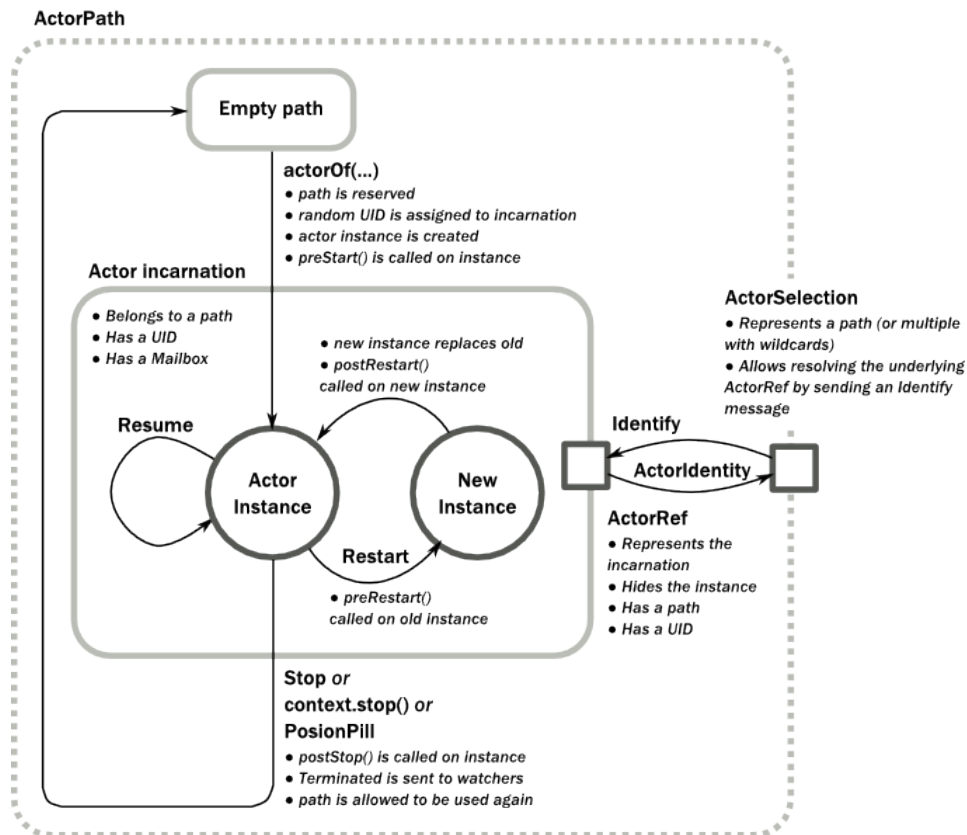 ActorPath
Empty path
actorOf(...)
● path is reserved
● random UID is assigned to incarnation
● actor instance is created
● preStart() is called on instance
Actor incarnation
● Belongs to a path
● Has a UID
● Has a Mailbox
● new instance replaces old
● postRestart()
called on new instance
Resume
Actor
Instance
New
Instance
Restart
● preRestart()
called on old instance
ActorSelection
● Represents a path (or multiple
with wildcards)
● Allows resolving the underlying
ActorRef by sending an Identify
message
Identify
ActorIdentity
ActorRef
● Represents the
incarnation
● Hides the instance
● Has a path
● Has a UID
Stop or
context.stop() or
PosionPill
● postStop() is called on instance
● Terminated is sent to watchers
● path is allowed to be used again